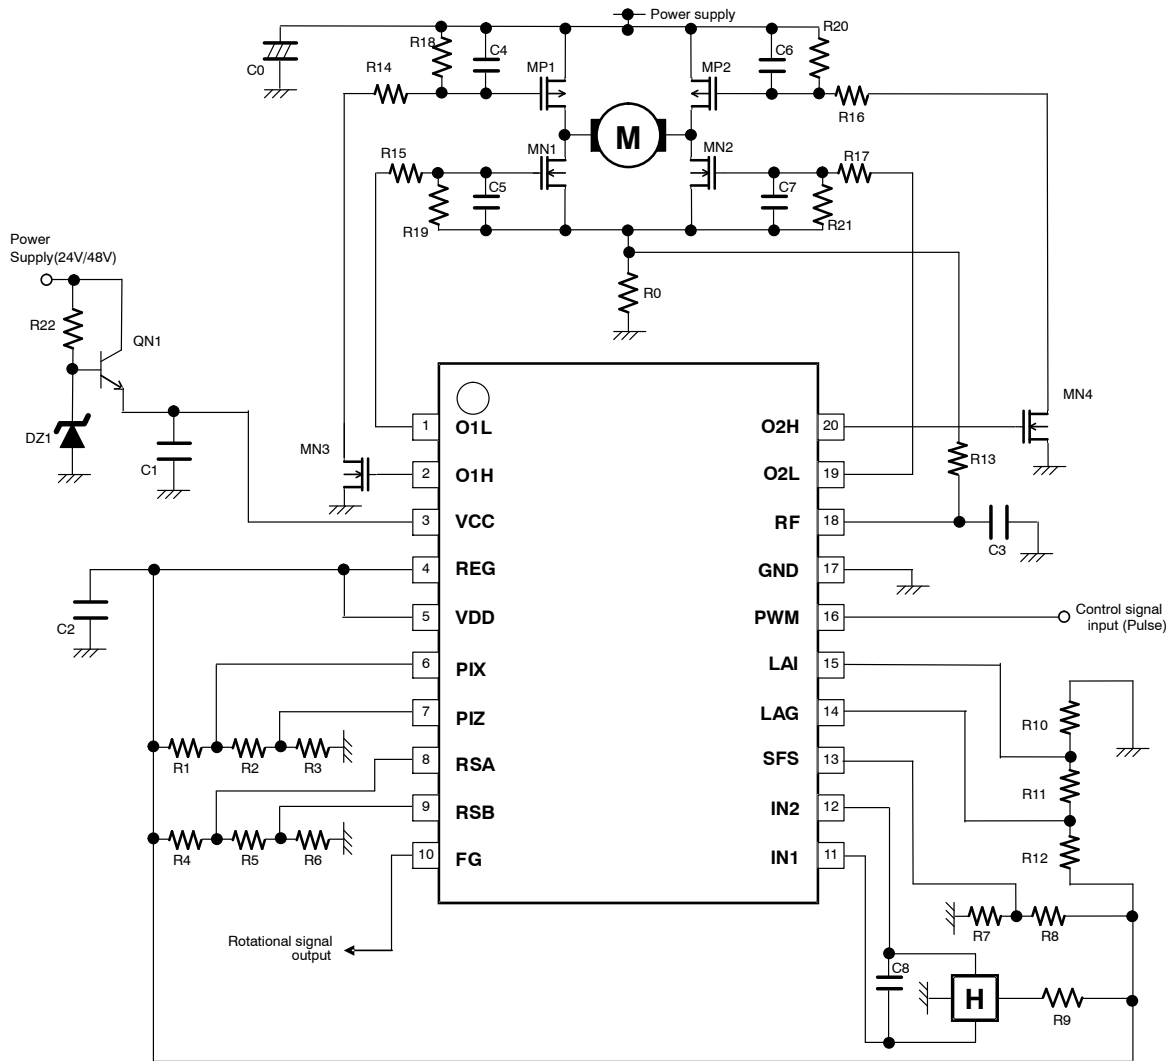 Power supply
R18
C4
C6
R20
C0
R14
MP1
MP2
R16
M
R15
MN1
MN2
R17
C5
C7
R19
R21
Power
Supply(24V/48V)
R0
R22
QN1
DZ1
C1
MN3
MN4
R13
C3
C2
1 O1L
2 O1H
3 VCC
4 REG
5 VDD
6 PIX
7 PIZ
8 RSA
9 RSB
10 FG
O2H 20
O2L 19
RF 18
GND 17
PWM 16
LAI 15
LAG 14
SFS 13
IN2 12
IN1 11
Control signal
input (Pulse)
R1
R2
R3
R4
R5
R6
R10
R11
R12
R7
R8
Rotational signal
output
C8
H
R9